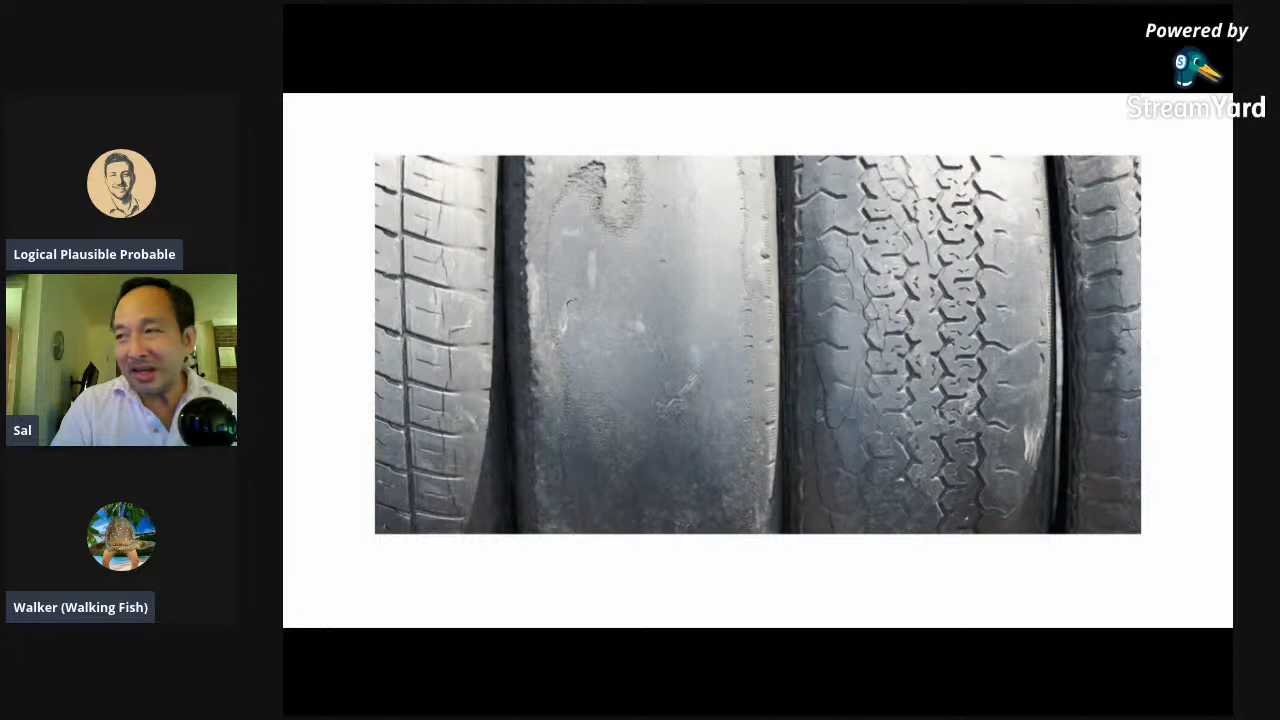 Powered by
StreamYard
Logical Plausible Probable
Sal
Walker (Walking Fish)